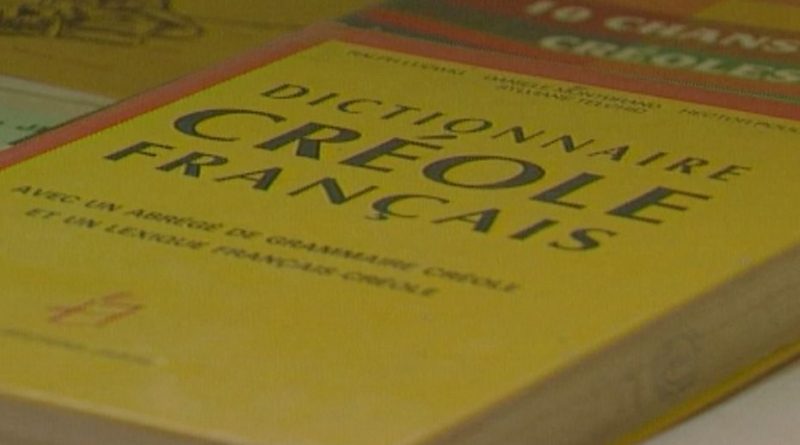 10 CHANS
CRÉOLES
DICTIONNAIRE
CRÉOLE
FRANÇAIS
AVEC UN ABRÉGÉ DE GRAMMAIRE CRÉOLE
ET UN LEXIQUE FRANÇAIS-CRÉOLE